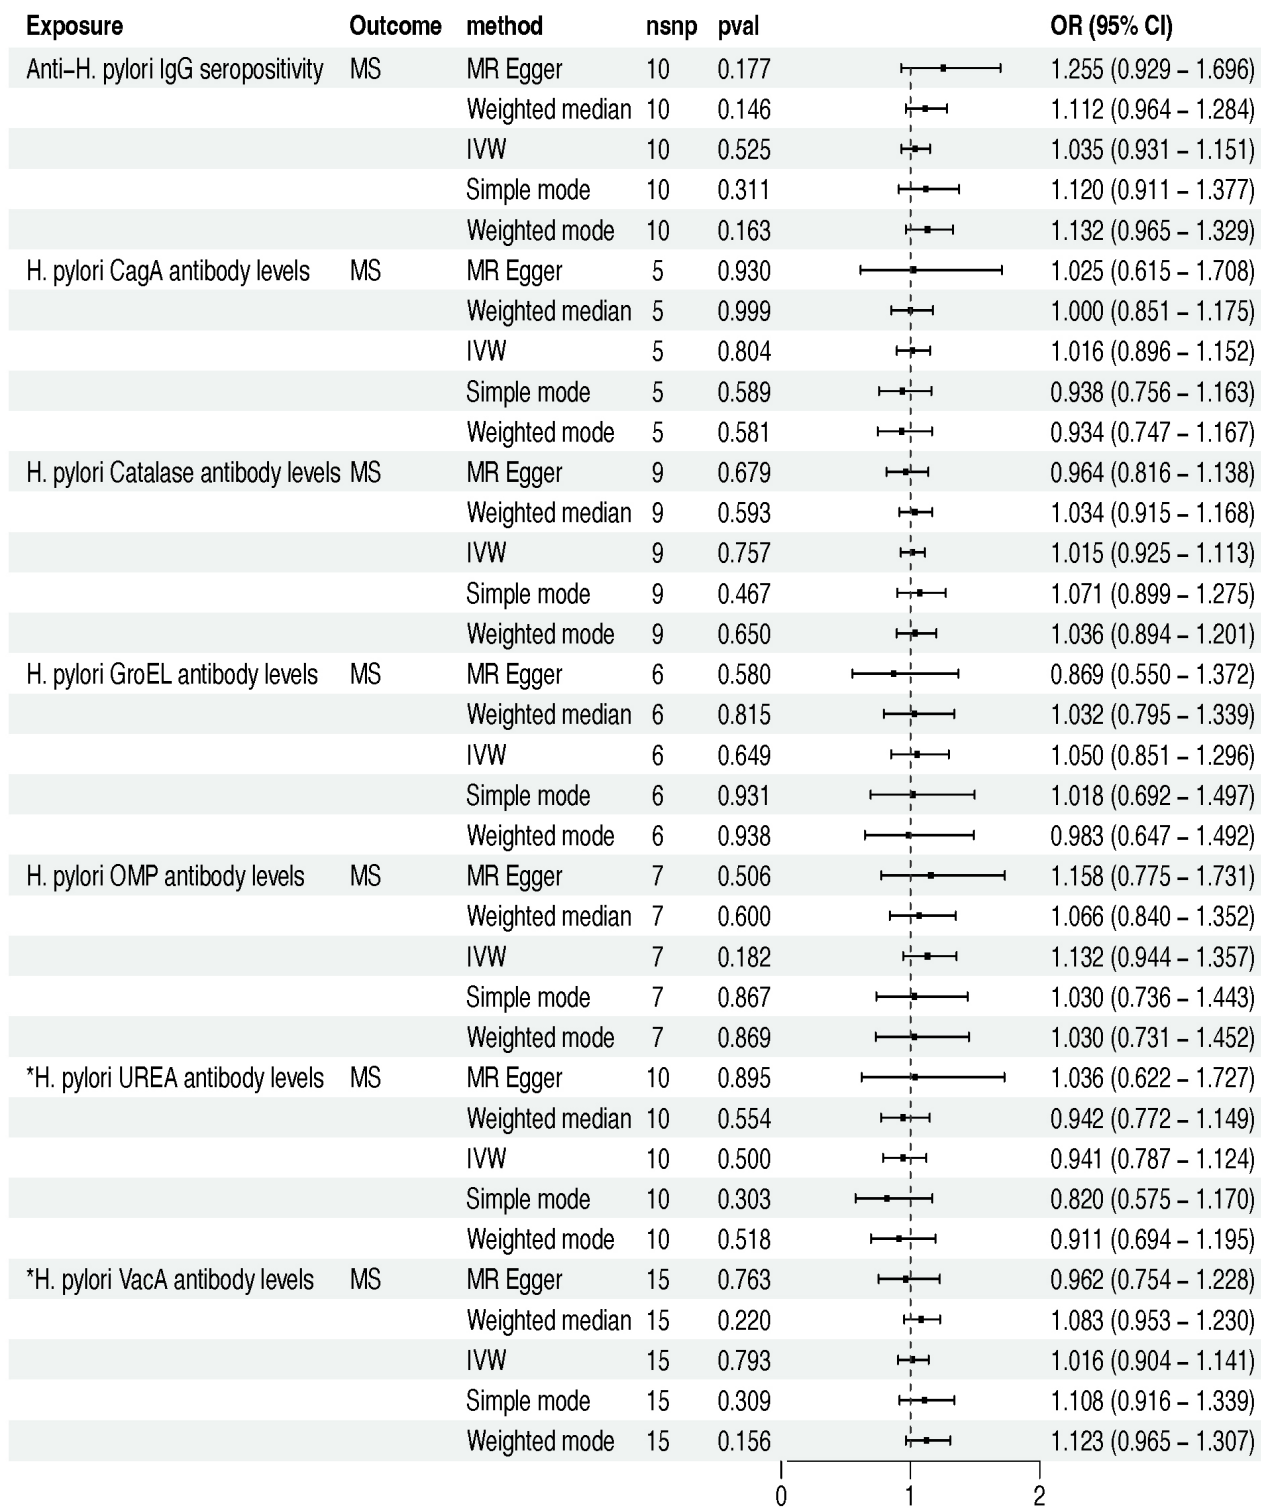 Exposure Outcome method nsnp pval OR (95% CI)
Anti–H. pylori IgG seropositivity MS MR Egger 10 0.177 1.255 (0.929 – 1.696)
Weighted median 10 0.146 1.112 (0.964 – 1.284)
IVW 10 0.525 1.035 (0.931 – 1.151)
Simple mode 10 0.311 1.120 (0.911 – 1.377)
Weighted mode 10 0.163 1.132 (0.965 – 1.329)
H. pylori CagA antibody levels MS MR Egger 5 0.930 1.025 (0.615 – 1.708)
Weighted median 5 0.999 1.000 (0.851 – 1.175)
IVW 5 0.804 1.016 (0.896 – 1.152)
Simple mode 5 0.589 0.938 (0.756 – 1.163)
Weighted mode 5 0.581 0.934 (0.747 – 1.167)
H. pylori Catalase antibody levels MS MR Egger 9 0.679 0.964 (0.816 – 1.138)
Weighted median 9 0.593 1.034 (0.915 – 1.168)
IVW 9 0.757 1.015 (0.925 – 1.113)
Simple mode 9 0.467 1.071 (0.899 – 1.275)
Weighted mode 9 0.650 1.036 (0.894 – 1.201)
H. pylori GroEL antibody levels MS MR Egger 6 0.580 0.869 (0.550 – 1.372)
Weighted median 6 0.815 1.032 (0.795 – 1.339)
IVW 6 0.649 1.050 (0.851 – 1.296)
Simple mode 6 0.931 1.018 (0.692 – 1.497)
Weighted mode 6 0.938 0.983 (0.647 – 1.492)
H. pylori OMP antibody levels MS MR Egger 7 0.506 1.158 (0.775 – 1.731)
Weighted median 7 0.600 1.066 (0.840 – 1.352)
IVW 7 0.182 1.132 (0.944 – 1.357)
Simple mode 7 0.867 1.030 (0.736 – 1.443)
Weighted mode 7 0.869 1.030 (0.731 – 1.452)
*H. pylori UREA antibody levels MS MR Egger 10 0.895 1.036 (0.622 – 1.727)
Weighted median 10 0.554 0.942 (0.772 – 1.149)
IVW 10 0.500 0.941 (0.787 – 1.124)
Simple mode 10 0.303 0.820 (0.575 – 1.170)
Weighted mode 10 0.518 0.911 (0.694 – 1.195)
*H. pylori VacA antibody levels MS MR Egger 15 0.763 0.962 (0.754 – 1.228)
Weighted median 15 0.220 1.083 (0.953 – 1.230)
IVW 15 0.793 1.016 (0.904 – 1.141)
Simple mode 15 0.309 1.108 (0.916 – 1.339)
Weighted mode 15 0.156 1.123 (0.965 – 1.307)
0 1 2